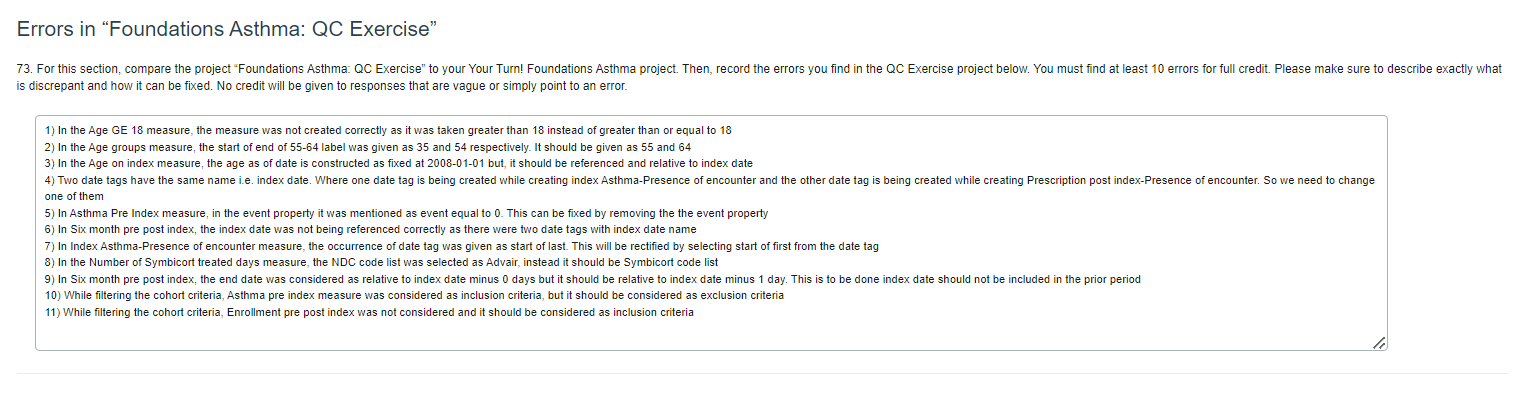 Errors in “Foundations Asthma: QC Exercise”
73. For this section, compare the project “Foundations Asthma: QC Exercise” to your Your Turn! Foundations Asthma project. Then, record the errors you find in the QC Exercise project below. You must find at least 10 errors for full credit. Please make sure to describe exactly what
is discrepant and how it can be fixed. No credit will be given to responses that are vague or simply point to an error.
1) In the Age GE 18 measure, the measure was not created correctly as it was taken greater than 18 instead of greater than or equal to 18
2) In the Age groups measure, the start of end of 55-64 label was given as 35 and 54 respectively. It should be given as 55 and 64
3) In the Age on index measure, the age as of date is constructed as fixed at 2008-01-01 but, it should be referenced and relative to index date
4) Two date tags have the same name i.e. index date. Where one date tag is being created while creating index Asthma-Presence of encounter and the other date tag is being created while creating Prescription post index-Presence of encounter. So we need to change
one of them
5) In Asthma Pre Index measure, in the event property it was mentioned as event equal to 0. This can be fixed by removing the the event property
6) In Six month pre post index, the index date was not being referenced correctly as there were two date tags with index date name
7) In Index Asthma-Presence of encounter measure, the occurrence of date tag was given as start of last. This will be rectified by selecting start of first from the date tag
8) In the Number of Symbicort treated days measure, the NDC code list was selected as Advair, instead it should be Symbicort code list
9) In Six month pre post index, the end date was considered as relative to index date minus 0 days but it should be relative to index date minus 1 day. This is to be done index date should not be included in the prior period
10) While filtering the cohort criteria, Asthma pre index measure was considered as inclusion criteria, but it should be considered as exclusion criteria
11) While filtering the cohort criteria, Enrollment pre post index was not considered and it should be considered as inclusion criteria